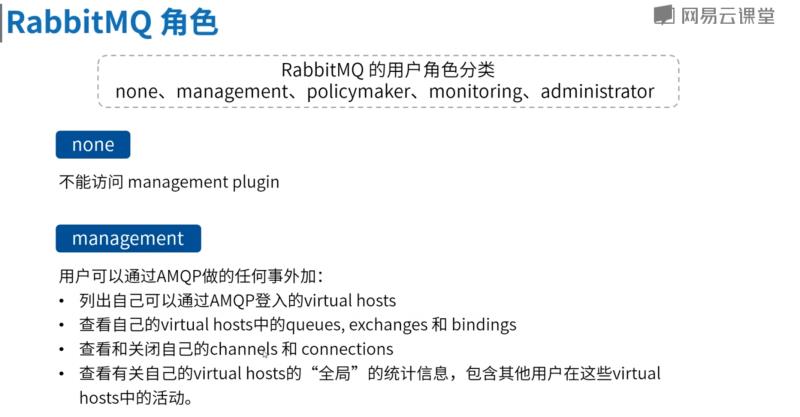 RabbitMQ 角色
网易云课堂
RabbitMQ 的用户角色分类
none、management、policymaker、monitoring、administrator
none
不能访问 management plugin
management
用户可以通过AMQP做的任何事外加：
• 列出自己可以通过AMQP登入的virtual hosts
• 查看自己的virtual hosts中的queues, exchanges 和 bindings
• 查看和关闭自己的channels 和 connections
• 查看有关自己的virtual hosts的“全局”的统计信息，包含其他用户在这些virtual
hosts中的活动。